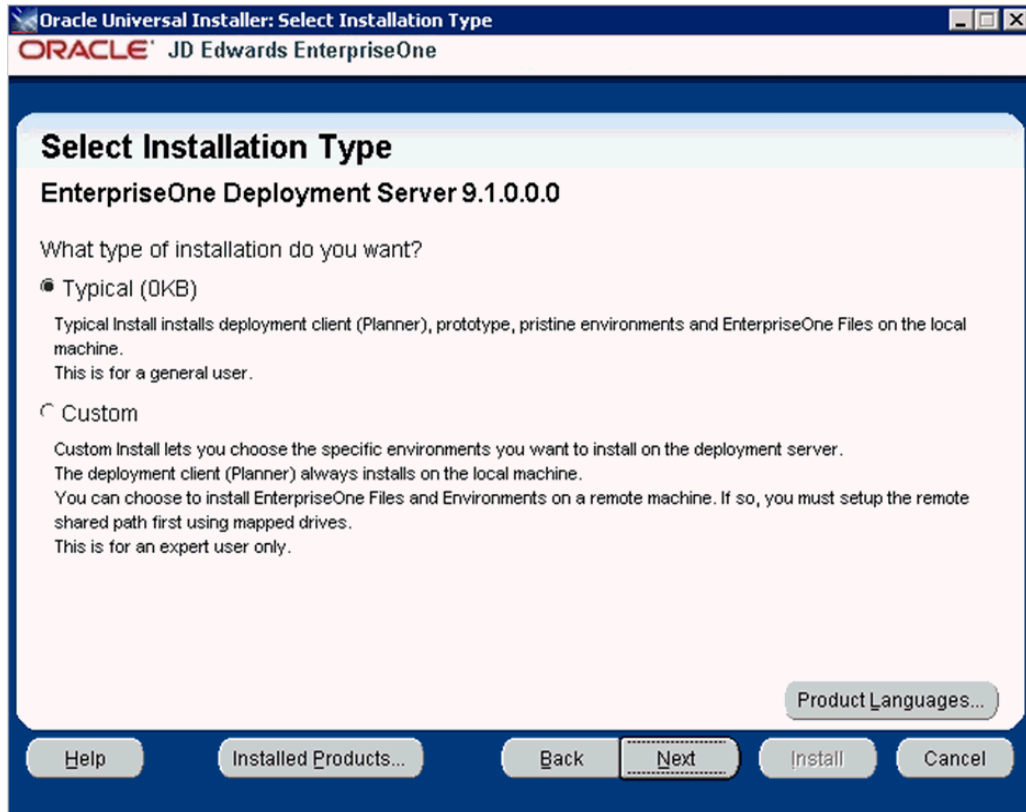 Oracle Universal Installer: Select Installation Type
ORACLE JD Edwards EnterpriseOne
Select Installation Type
EnterpriseOne Deployment Server 9.1.0.0.0
What type of installation do you want?
Typical (0KB)
Typical Install installs deployment client (Planner), prototype, pristine environments and EnterpriseOne Files on the local
machine.
This is for a general user.
Custom
Custom Install lets you choose the specific environments you want to install on the deployment server.
The deployment client (Planner) always installs on the local machine.
You can choose to install EnterpriseOne Files and Environments on a remote machine. If so, you must setup the remote
shared path first using mapped drives.
This is for an expert user only.
Product Languages...
Help Installed Products... Back Next Install Cancel